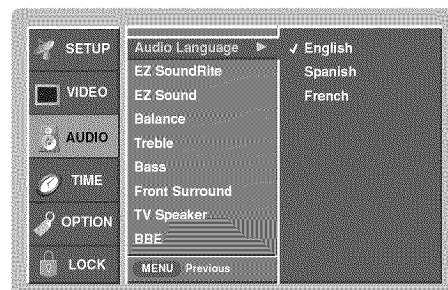 SETUP
VIDEO
AUDIO
TIME
OPTION
LOCK
Audio Language
EZ SoundRite
EZ Sound
Balance
Treble
Bass
Front Surround
TV Speaker
BBE
MENU Previous
English
Spanish
French